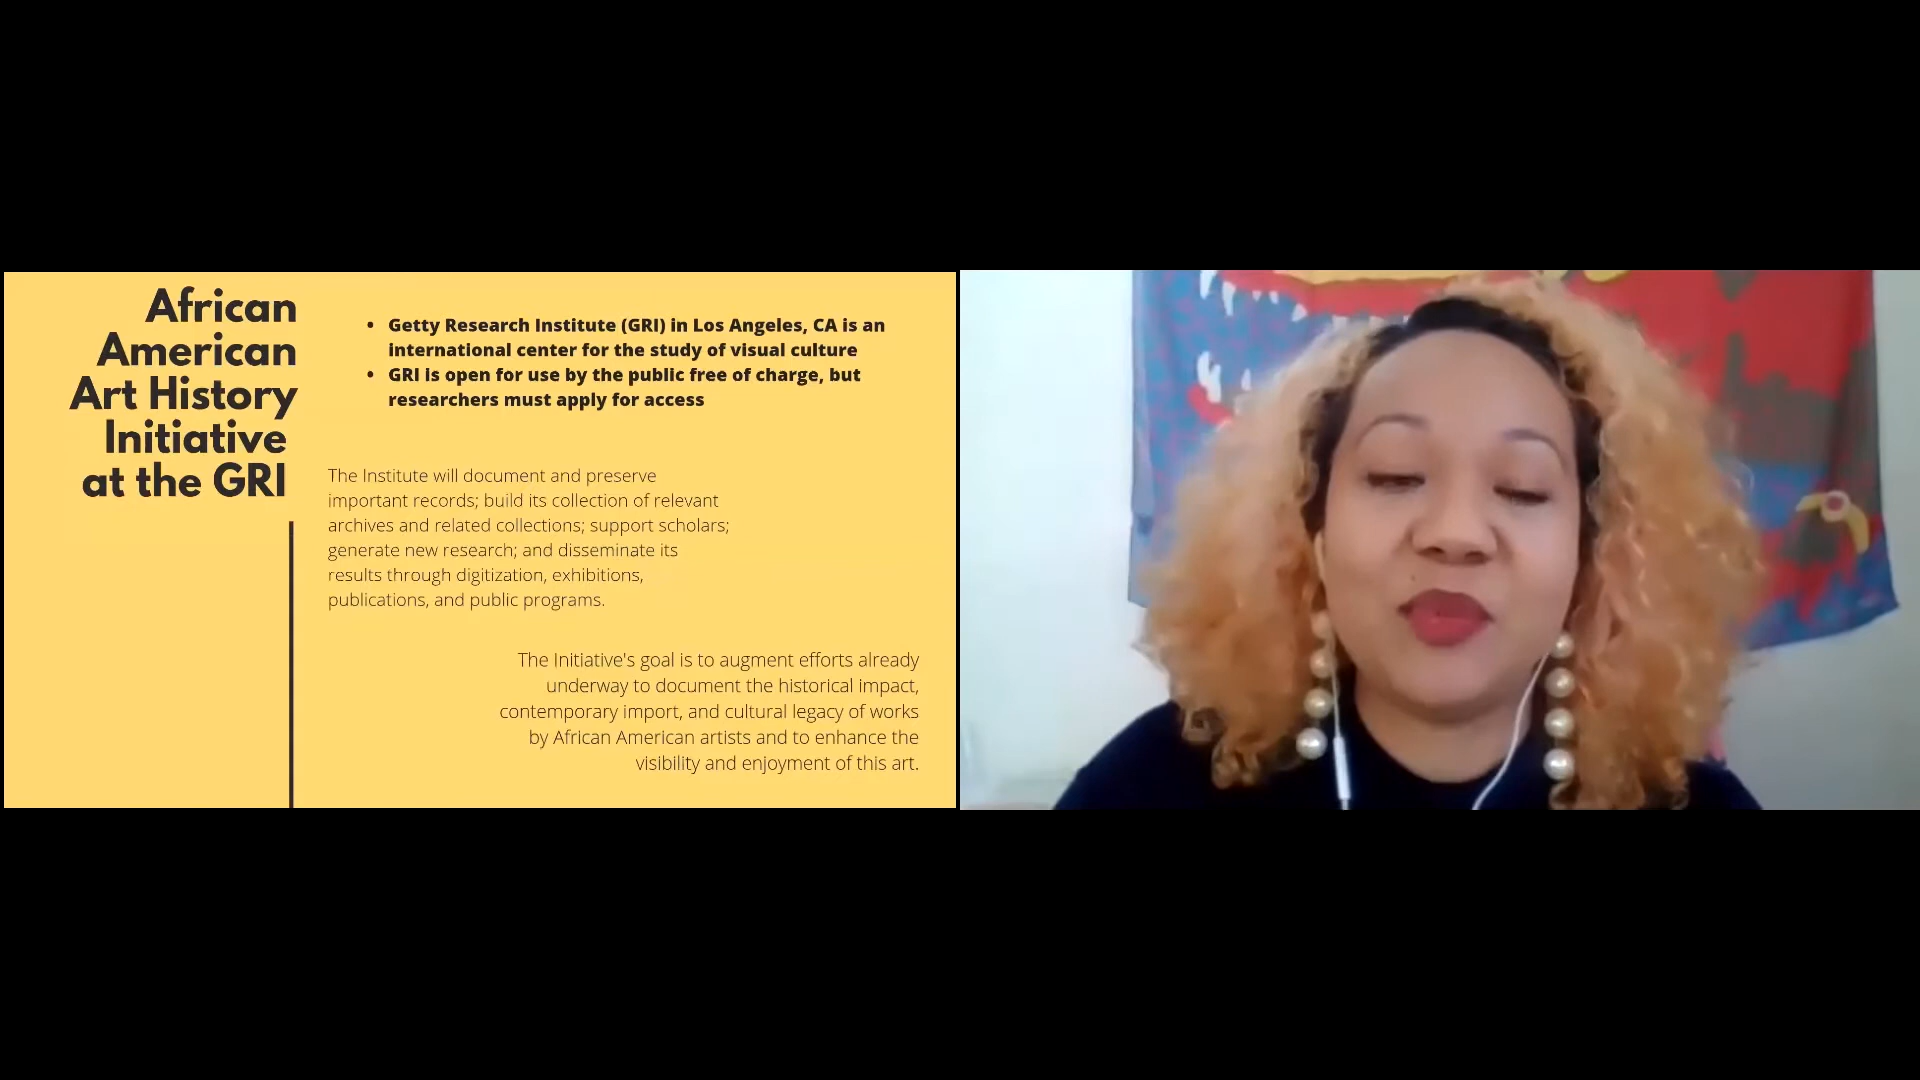 African
American
Art History
Initiative
at the GRI
• Getty Research Institute (GRI) in Los Angeles, CA is an
international center for the study of visual culture
• GRI is open for use by the public free of charge, but
researchers must apply for access
The Institute will document and preserve
important records; build its collection of relevant
archives and related collections; support scholars;
generate new research; and disseminate its
results through digitization, exhibitions,
publications, and public programs.
The Initiative's goal is to augment efforts already
underway to document the historical impact,
contemporary import, and cultural legacy of works
by African American artists and to enhance the
visibility and enjoyment of this art.